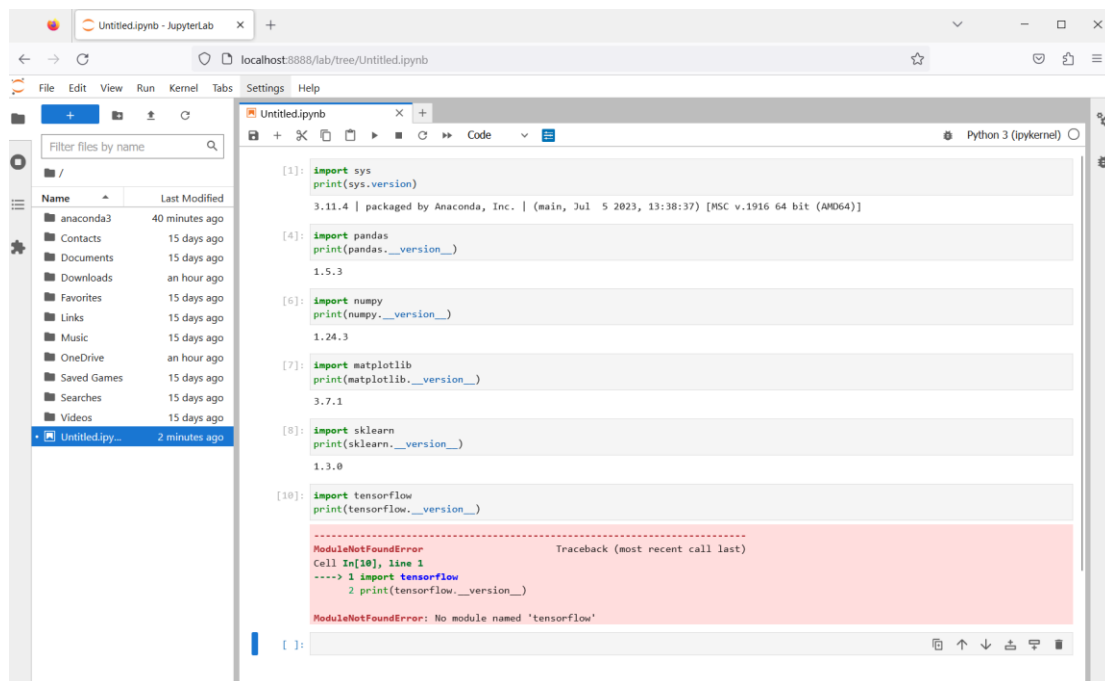 Untitled.ipynb - JupyterLab
localhost:8888/lab/tree/Untitled.ipynb
File Edit View Run Kernel Tabs Settings Help
Filter files by name
/
Name Last Modified
anaconda3 40 minutes ago
Contacts 15 days ago
Documents 15 days ago
Downloads an hour ago
Favorites 15 days ago
Links 15 days ago
Music 15 days ago
OneDrive an hour ago
Saved Games 15 days ago
Searches 15 days ago
Videos 15 days ago
Untitled.ipy... 2 minutes ago
Untitled.ipynb
Code Python 3 (ipykernel)
[1]: import sys
print(sys.version)
3.11.4 | packaged by Anaconda, Inc. | (main, Jul  5 2023, 13:38:37) [MSC v.1916 64 bit (AMD64)]
[4]: import pandas
print(pandas.__version__)
1.5.3
[6]: import numpy
print(numpy.__version__)
1.24.3
[7]: import matplotlib
print(matplotlib.__version__)
3.7.1
[8]: import sklearn
print(sklearn.__version__)
1.3.0
[10]: import tensorflow
print(tensorflow.__version__)
---------------------------------------------------------------------------
ModuleNotFoundError Traceback (most recent call last)
Cell In[10], line 1
----> 1 import tensorflow
2 print(tensorflow.__version__)
ModuleNotFoundError: No module named 'tensorflow'
[ ]: